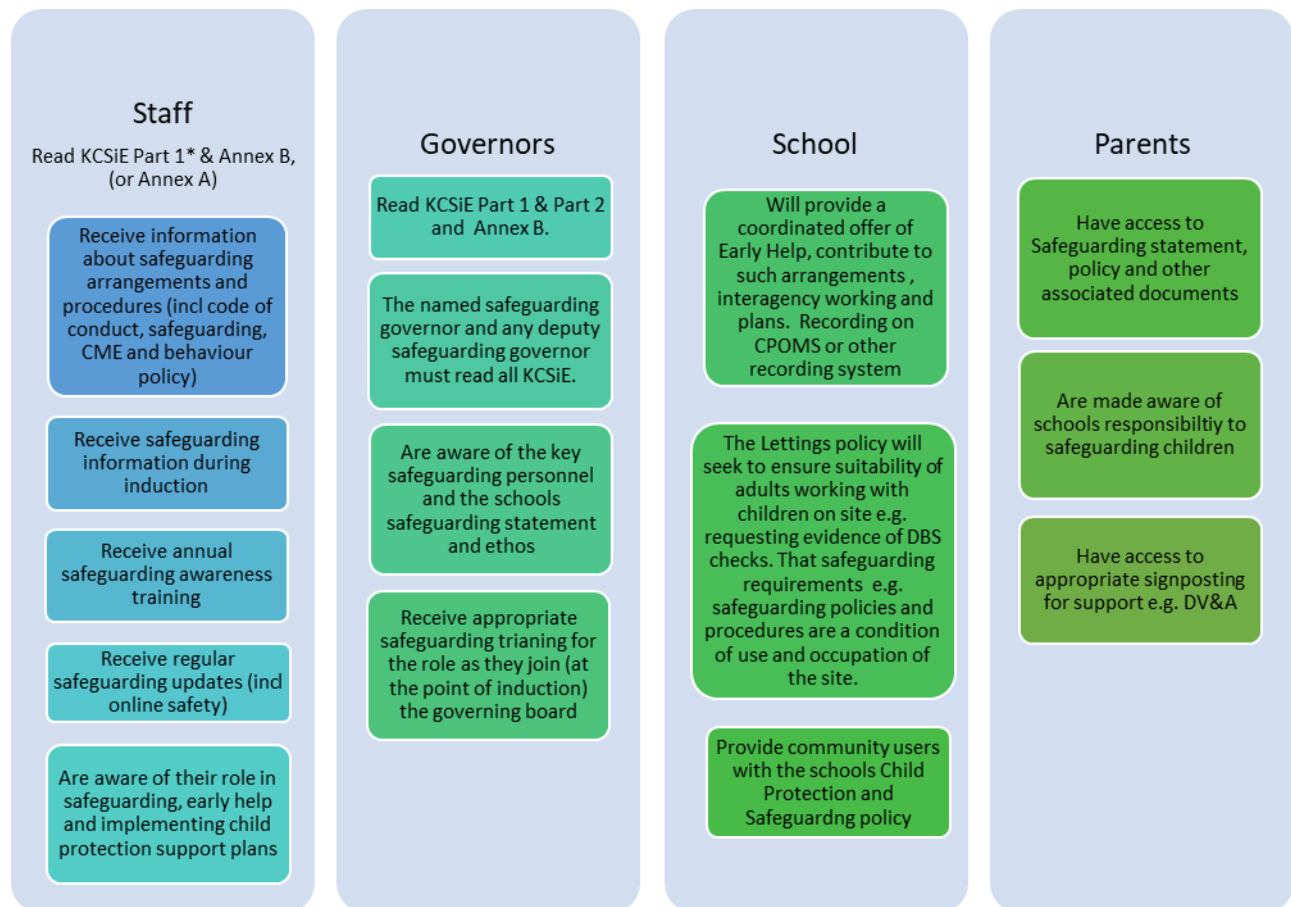 Staff
Read KCSiE Part 1* & Annex B,
(or Annex A)
Receive information
about safeguarding
arrangements and
procedures (incl code of
conduct, safeguarding,
CME and behaviour
policy)
Receive safeguarding
information during
induction
Receive annual
safeguarding awareness
training
Receive regular
safeguarding updates (incl
online safety)
Are aware of their role in
safeguarding, early help
and implementing child
protection support plans
Governors
Read KCSiE Part 1 & Part 2
and Annex B.
The named safeguarding
governor and any deputy
safeguarding governor
must read all KCSiE.
Are aware of the key
safeguarding personnel
and the schools
safeguarding statement
and ethos
Receive appropriate
safeguarding trianing for
the role as they join (at
the point of induction)
the governing board
School
Will provide a
coordinated offer of
Early Help, contribute to
such arrangements ,
interagency working and
plans. Recording on
CPOMS or other
recording system
The Lettings policy will
seek to ensure suitability of
adults working with
children on site e.g.
requesting evidence of DBS
checks. That safeguarding
requirements e.g.
safeguarding policies and
procedures are a condition
of use and occupation of
the site.
Provide community users
with the schools Child
Protection and
Safeguardng policy
Parents
Have access to
Safeguarding statement,
policy and other
associated documents
Are made aware of
schools responsibiltiy to
safeguarding children
Have access to
appropriate signposting
for support e.g. DV&A